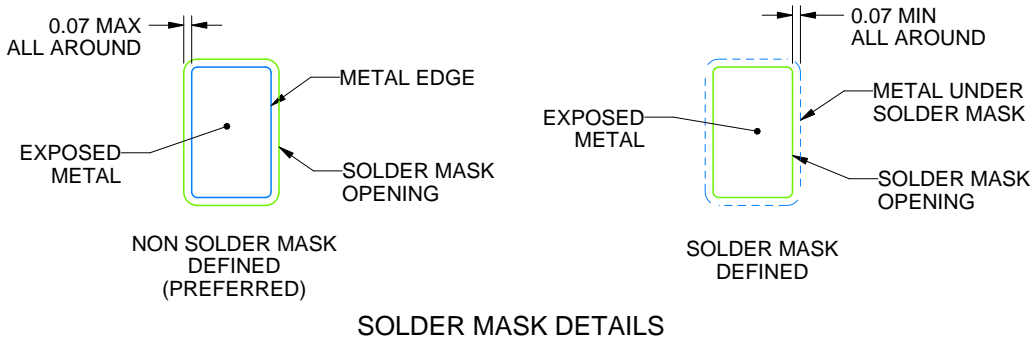 0.07 MAX
ALL AROUND
METAL EDGE
EXPOSED
METAL
SOLDER MASK
OPENING
NON SOLDER MASK
DEFINED
(PREFERRED)
0.07 MIN
ALL AROUND
METAL UNDER
SOLDER MASK
EXPOSED
METAL
SOLDER MASK
OPENING
SOLDER MASK
DEFINED
SOLDER MASK DETAILS